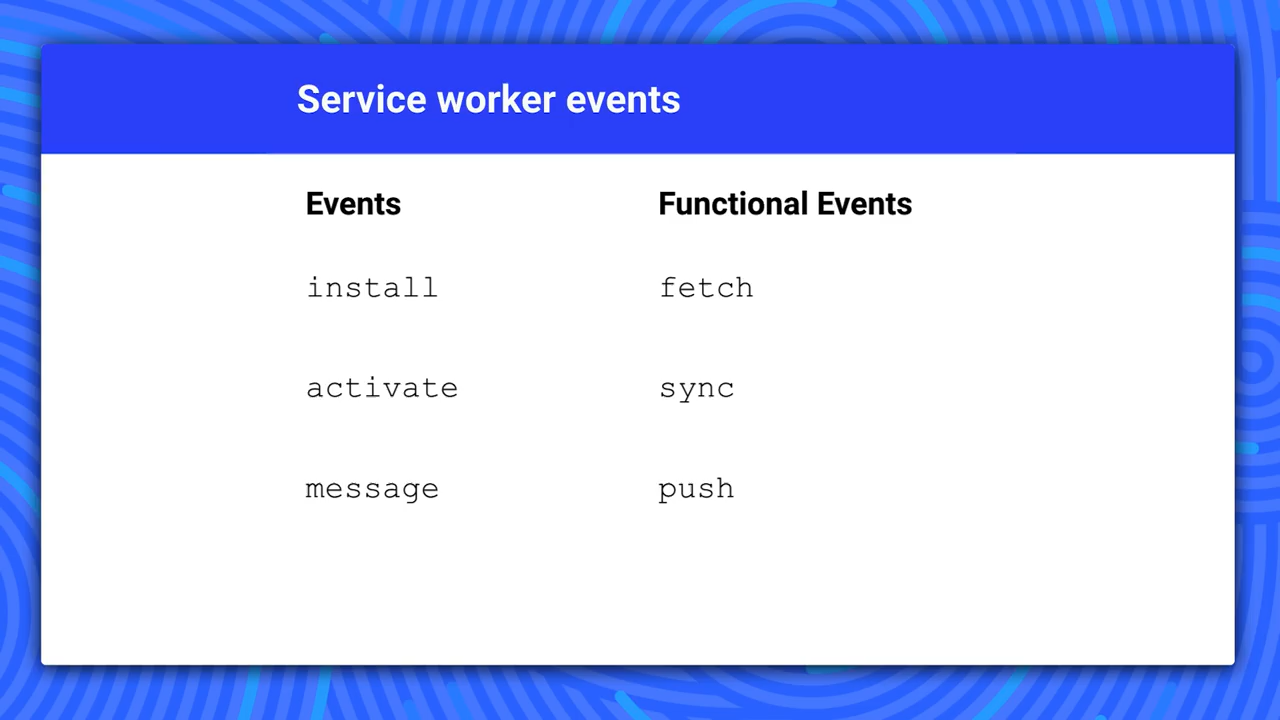 Service worker events
Events Functional Events
install fetch
activate sync
message push